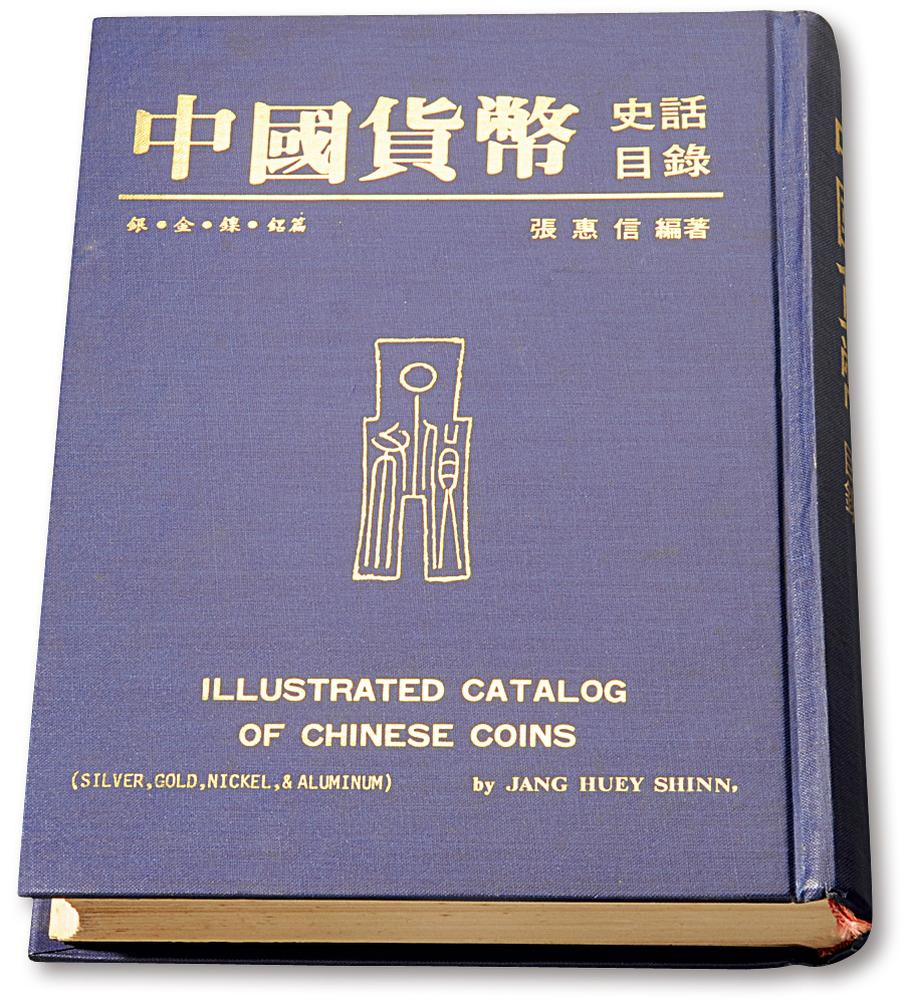 中國貨幣 史話
目錄
銀•金•鎳•鋁篇 張惠信 編著
ILLUSTRATED CATALOG
OF CHINESE COINS
(SILVER,GOLD,NICKEL,& ALUMINUM) by JANG HUEY SHINN,